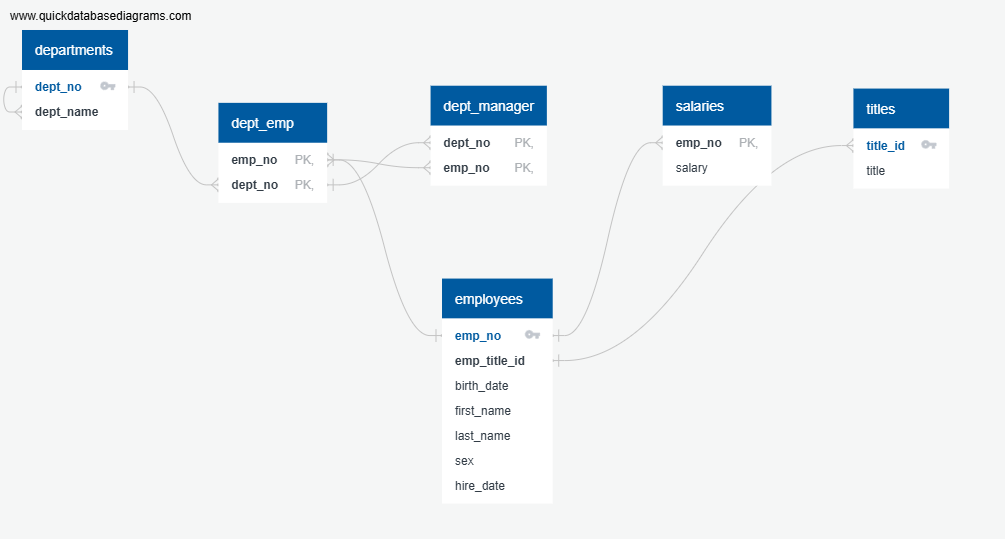 www.quickdatabasediagrams.com
departments
dept_no
dept_name
dept_emp
emp_no PK,
dept_no PK,
dept_manager
dept_no PK,
emp_no PK,
salaries
emp_no PK,
salary
titles
title_id
title
employees
emp_no
emp_title_id
birth_date
first_name
last_name
sex
hire_date